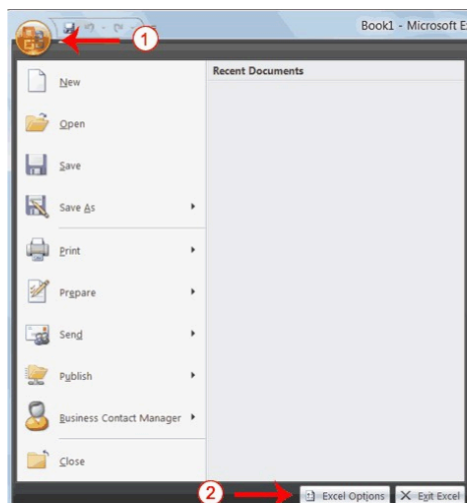 Book1 - Microsoft E
1
Recent Documents
New
Open
Save
Save As
Print
Prepare
Send
Publish
Business Contact Manager
Close
2
Excel Options
Exit Excel